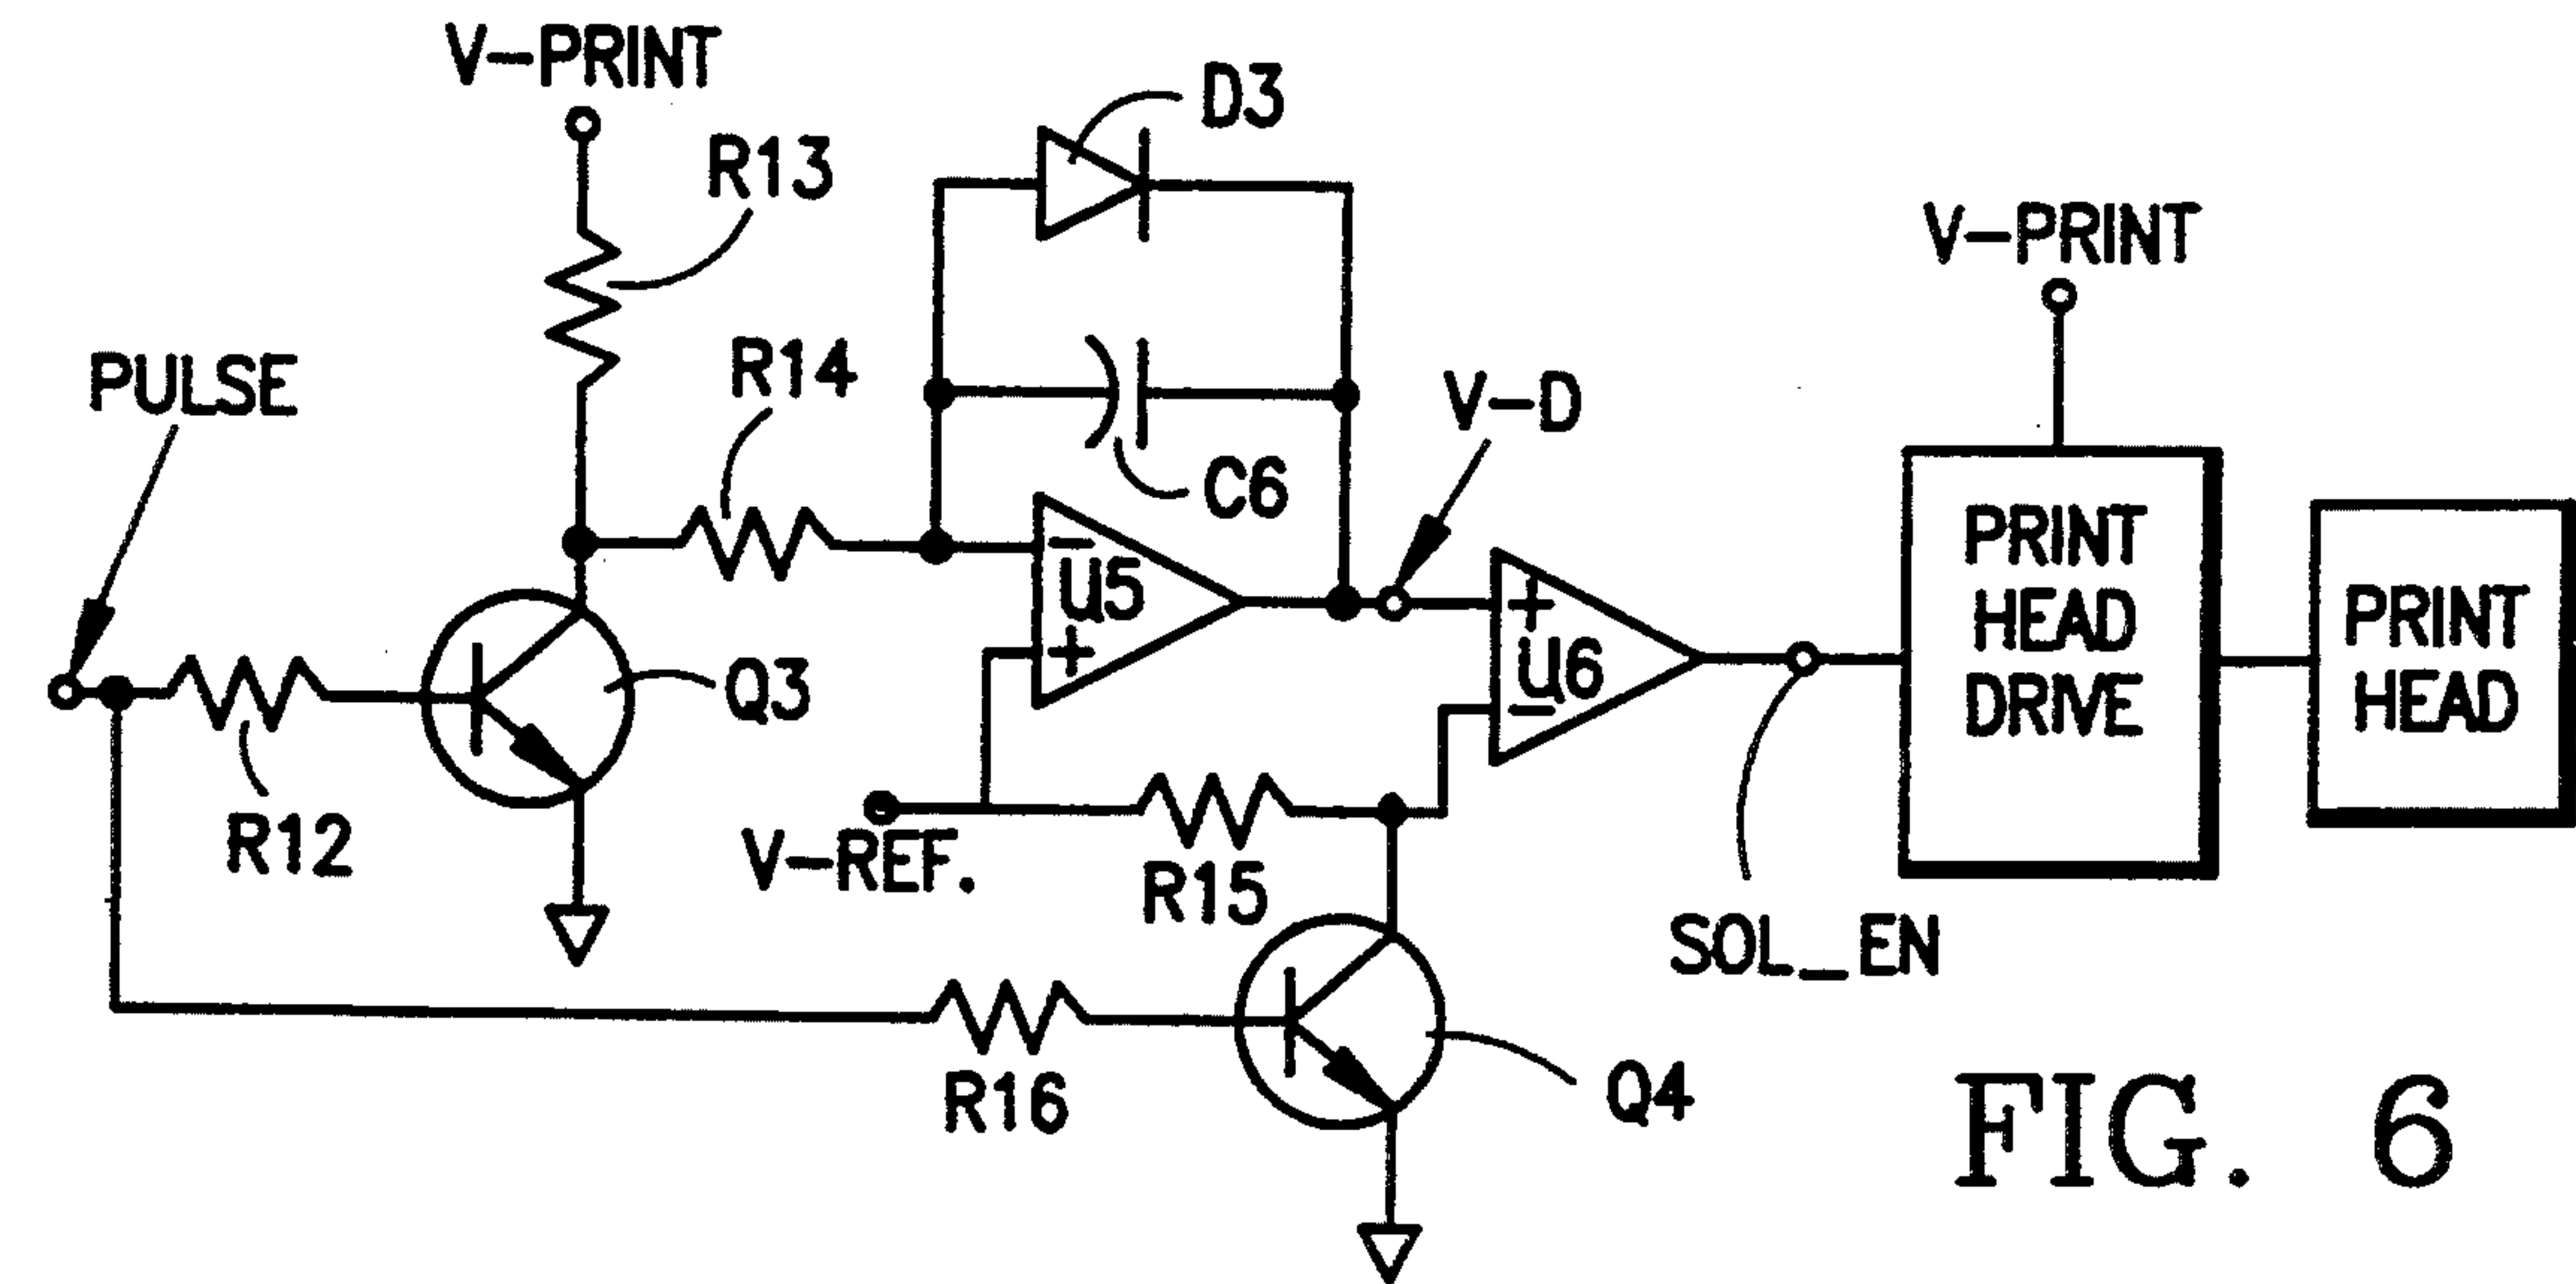 V-PRINT
D3
R13
V-PRINT
R14
PULSE
V-D
C6
PRINT
HEAD
DRIVE
-
U5
+
+
U6
-
PRINT
HEAD
Q3
R12
V-REF.
R15
SOL_EN
R16
Q4
FIG. 6